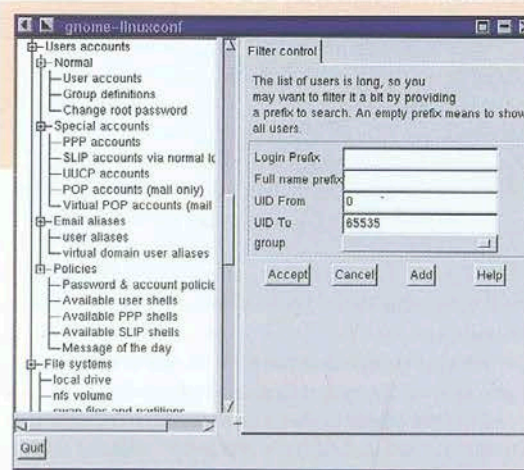 gnome-linuxconf
Users accounts
Normal
User accounts
Group definitions
Change root password
Special accounts
PPP accounts
SLIP accounts via normal lo
UUCP accounts
POP accounts (mail only)
Virtual POP accounts (mail
Email aliases
user aliases
virtual domain user aliases
Policies
Password & account policie
Available user shells
Available PPP shells
Available SLIP shells
Message of the day
File systems
local drive
nfs volume
swap files and partitions
Quit
Filter control
The list of users is long, so you
may want to filter it a bit by providing
a prefix to search. An empty prefix means to show
all users.
Login Prefix
Full name prefix
UID From 0
UID To 65535
group
Accept Cancel Add Help